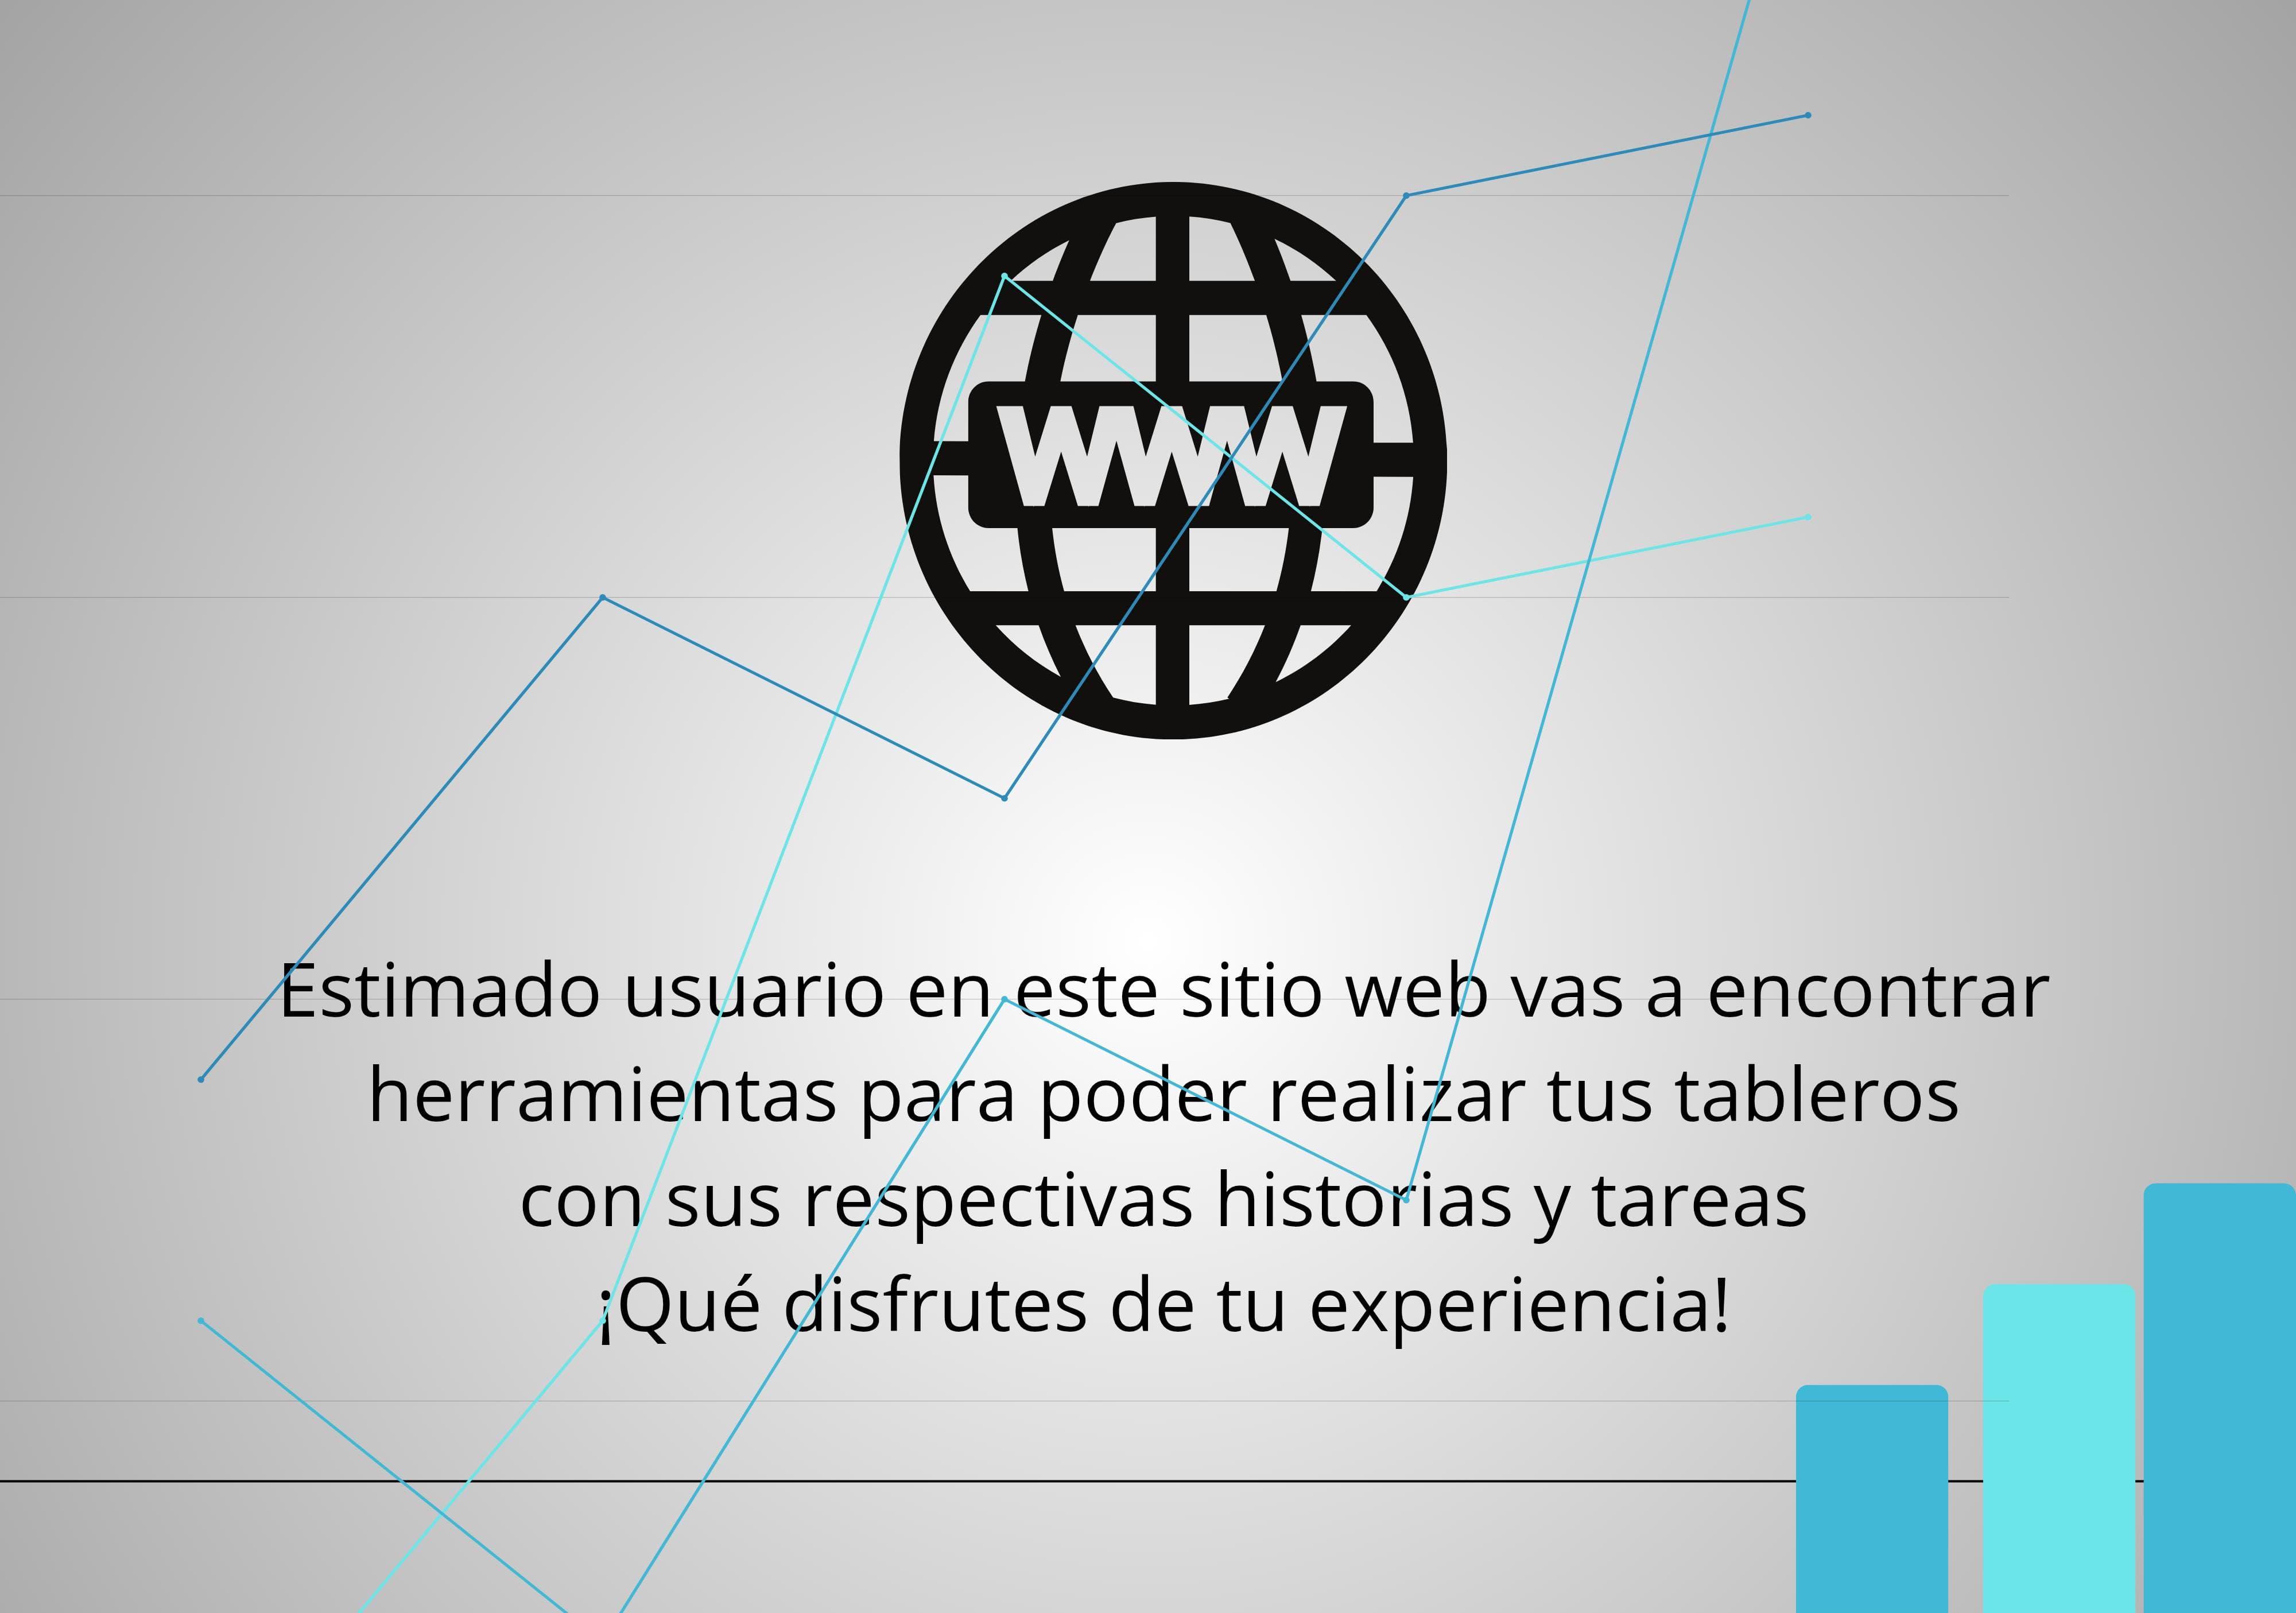 WWW
Estimado usuario en este sitio web vas a encontrar
herramientas para poder realizar tus tableros
con sus respectivas historias y tareas
¡Qué disfrutes de tu experiencia!